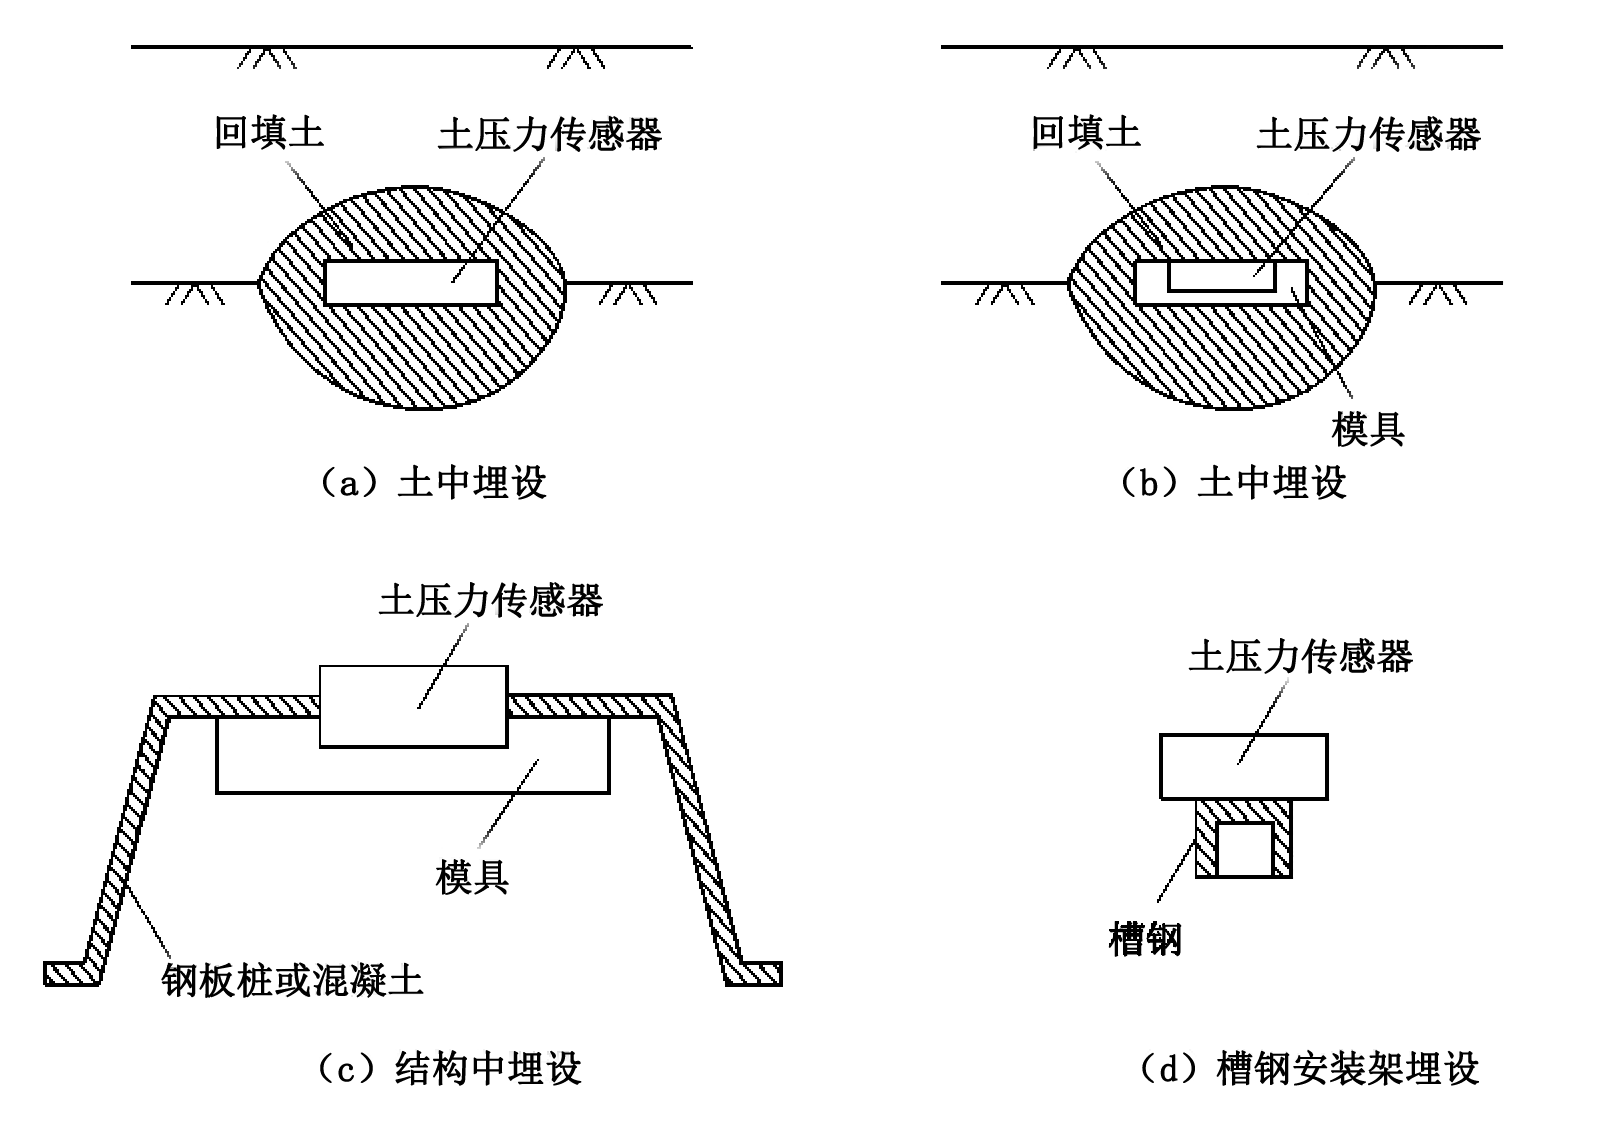 回填土
土压力传感器
回填土
土压力传感器
模具
（a）土中埋设
（b）土中埋设
土压力传感器
土压力传感器
模具
槽钢
钢板桩或混凝土
（c）结构中埋设
（d）槽钢安装架埋设